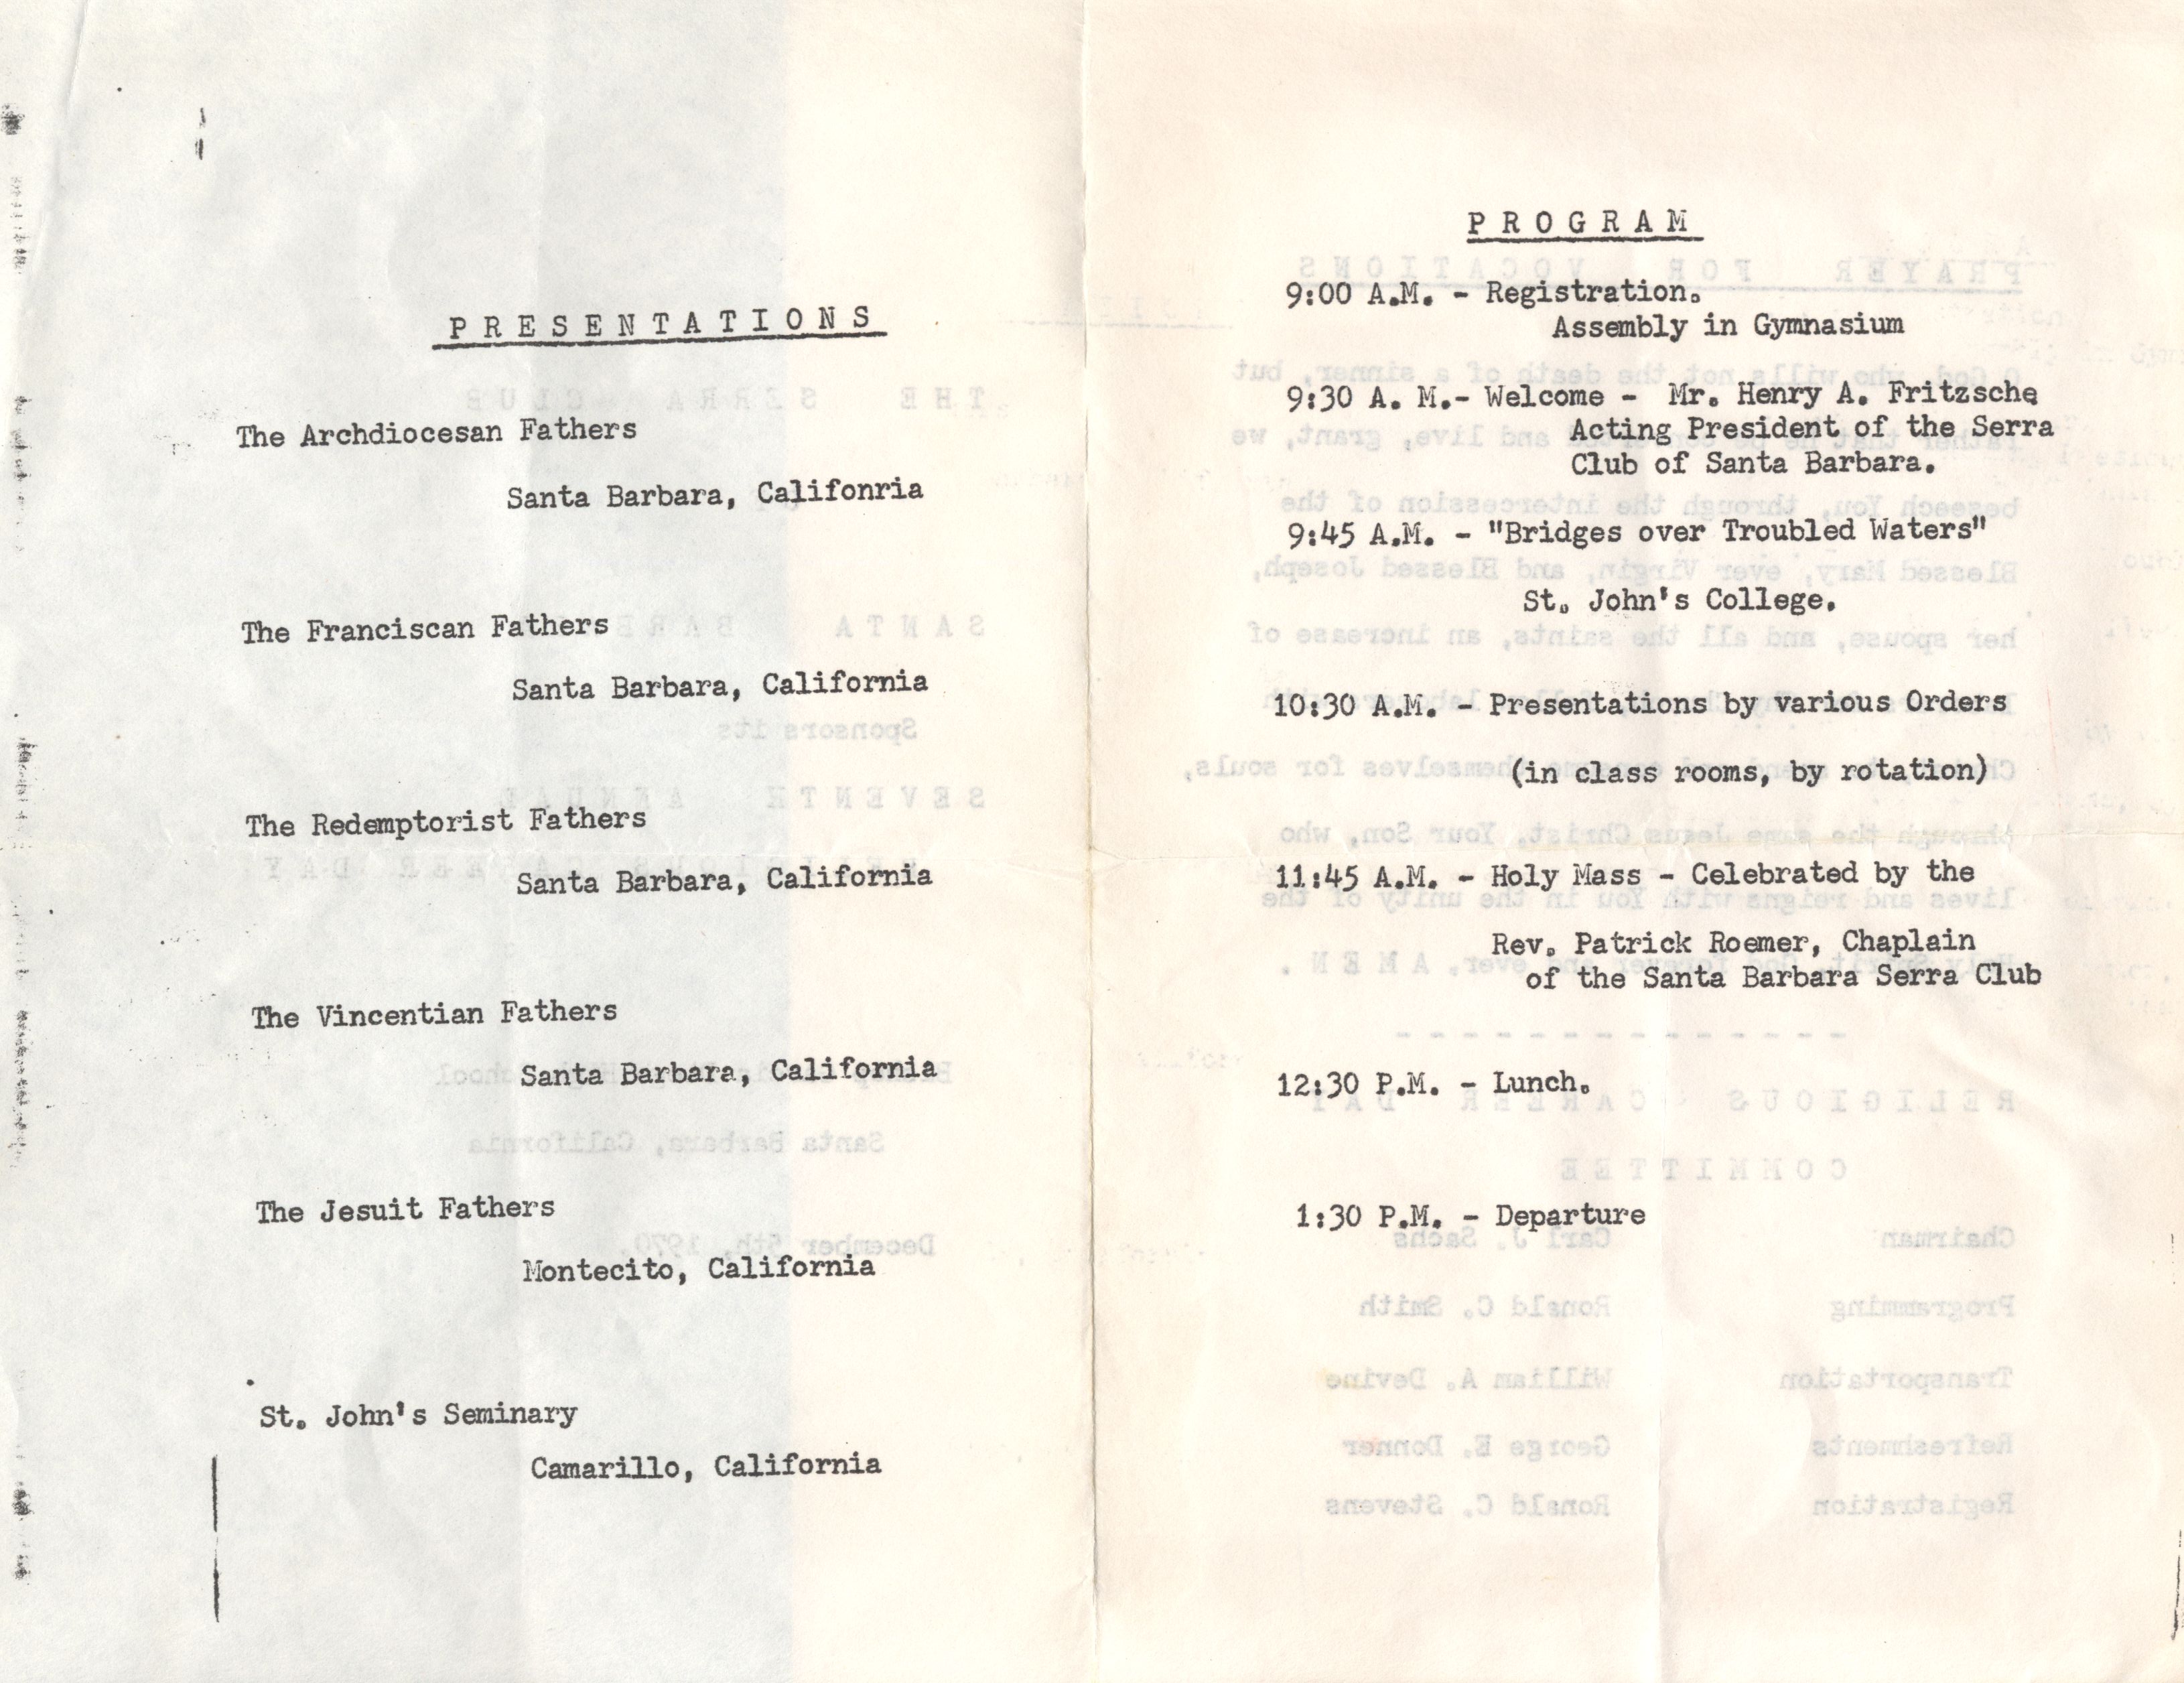 P R E S E N T A T I O N S
The Archdiocesan Fathers
Santa Barbara, Califonria
The Franciscan Fathers
Santa Barbara, California
The Redemptorist Fathers
Santa Barbara, California
The Vincentian Fathers
Santa Barbara, California
The Jesuit Fathers
Montecito, California
St. John's Seminary
Camarillo, California
P R O G R A M
9:00 A.M. - Registration.
Assembly in Gymnasium
9:30 A. M.- Welcome - Mr. Henry A. Fritzsche
Acting President of the Serra
Club of Santa Barbara.
9:45 A.M. - "Bridges over Troubled Waters"
St. John's College.
10:30 A.M. - Presentations by various Orders
(in class rooms, by rotation)
11:45 A.M. - Holy Mass - Celebrated by the
Rev. Patrick Roemer, Chaplain
of the Santa Barbara Serra Club
12:30 P.M. - Lunch.
1:30 P.M. - Departure